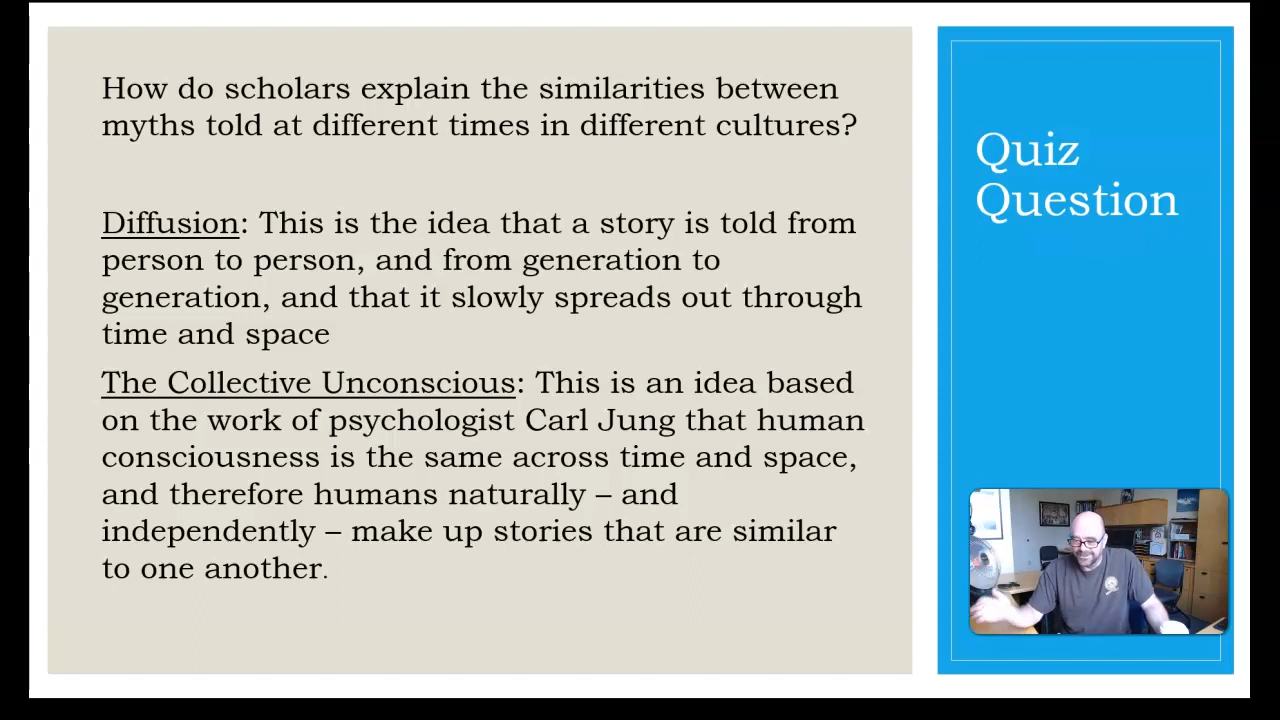 How do scholars explain the similarities between
myths told at different times in different cultures?
Diffusion: This is the idea that a story is told from
person to person, and from generation to
generation, and that it slowly spreads out through
time and space
The Collective Unconscious: This is an idea based
on the work of psychologist Carl Jung that human
consciousness is the same across time and space,
and therefore humans naturally – and
independently – make up stories that are similar
to one another.
Quiz
Question